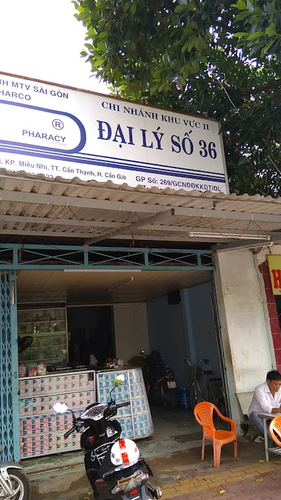 NH MTV SÀI GÒN
HARCO
CHI NHÁNH KHU VỰC II
®
PHARACY
ĐẠI LÝ SỐ 36
KP. Miễu Nhì, TT. Cần Thạnh, H. Cần Giờ
GP Số: 269/GCNĐĐKKDT/ĐL
H